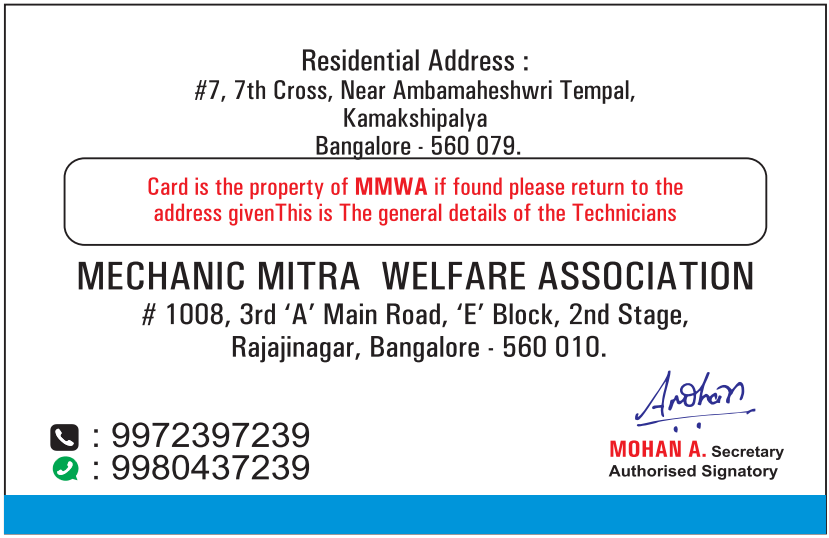 Residential Address :
#7, 7th Cross, Near Ambamaheshwri Tempal,
Kamakshipalya
Bangalore - 560 079.
Card is the property of MMWA if found please return to the
address givenThis is The general details of the Technicians
MECHANIC MITRA WELFARE ASSOCIATION
# 1008, 3rd ‘A’ Main Road, ‘E’ Block, 2nd Stage,
Rajajinagar, Bangalore - 560 010.
: 9972397239
: 9980437239
MOHAN A. Secretary
Authorised Signatory